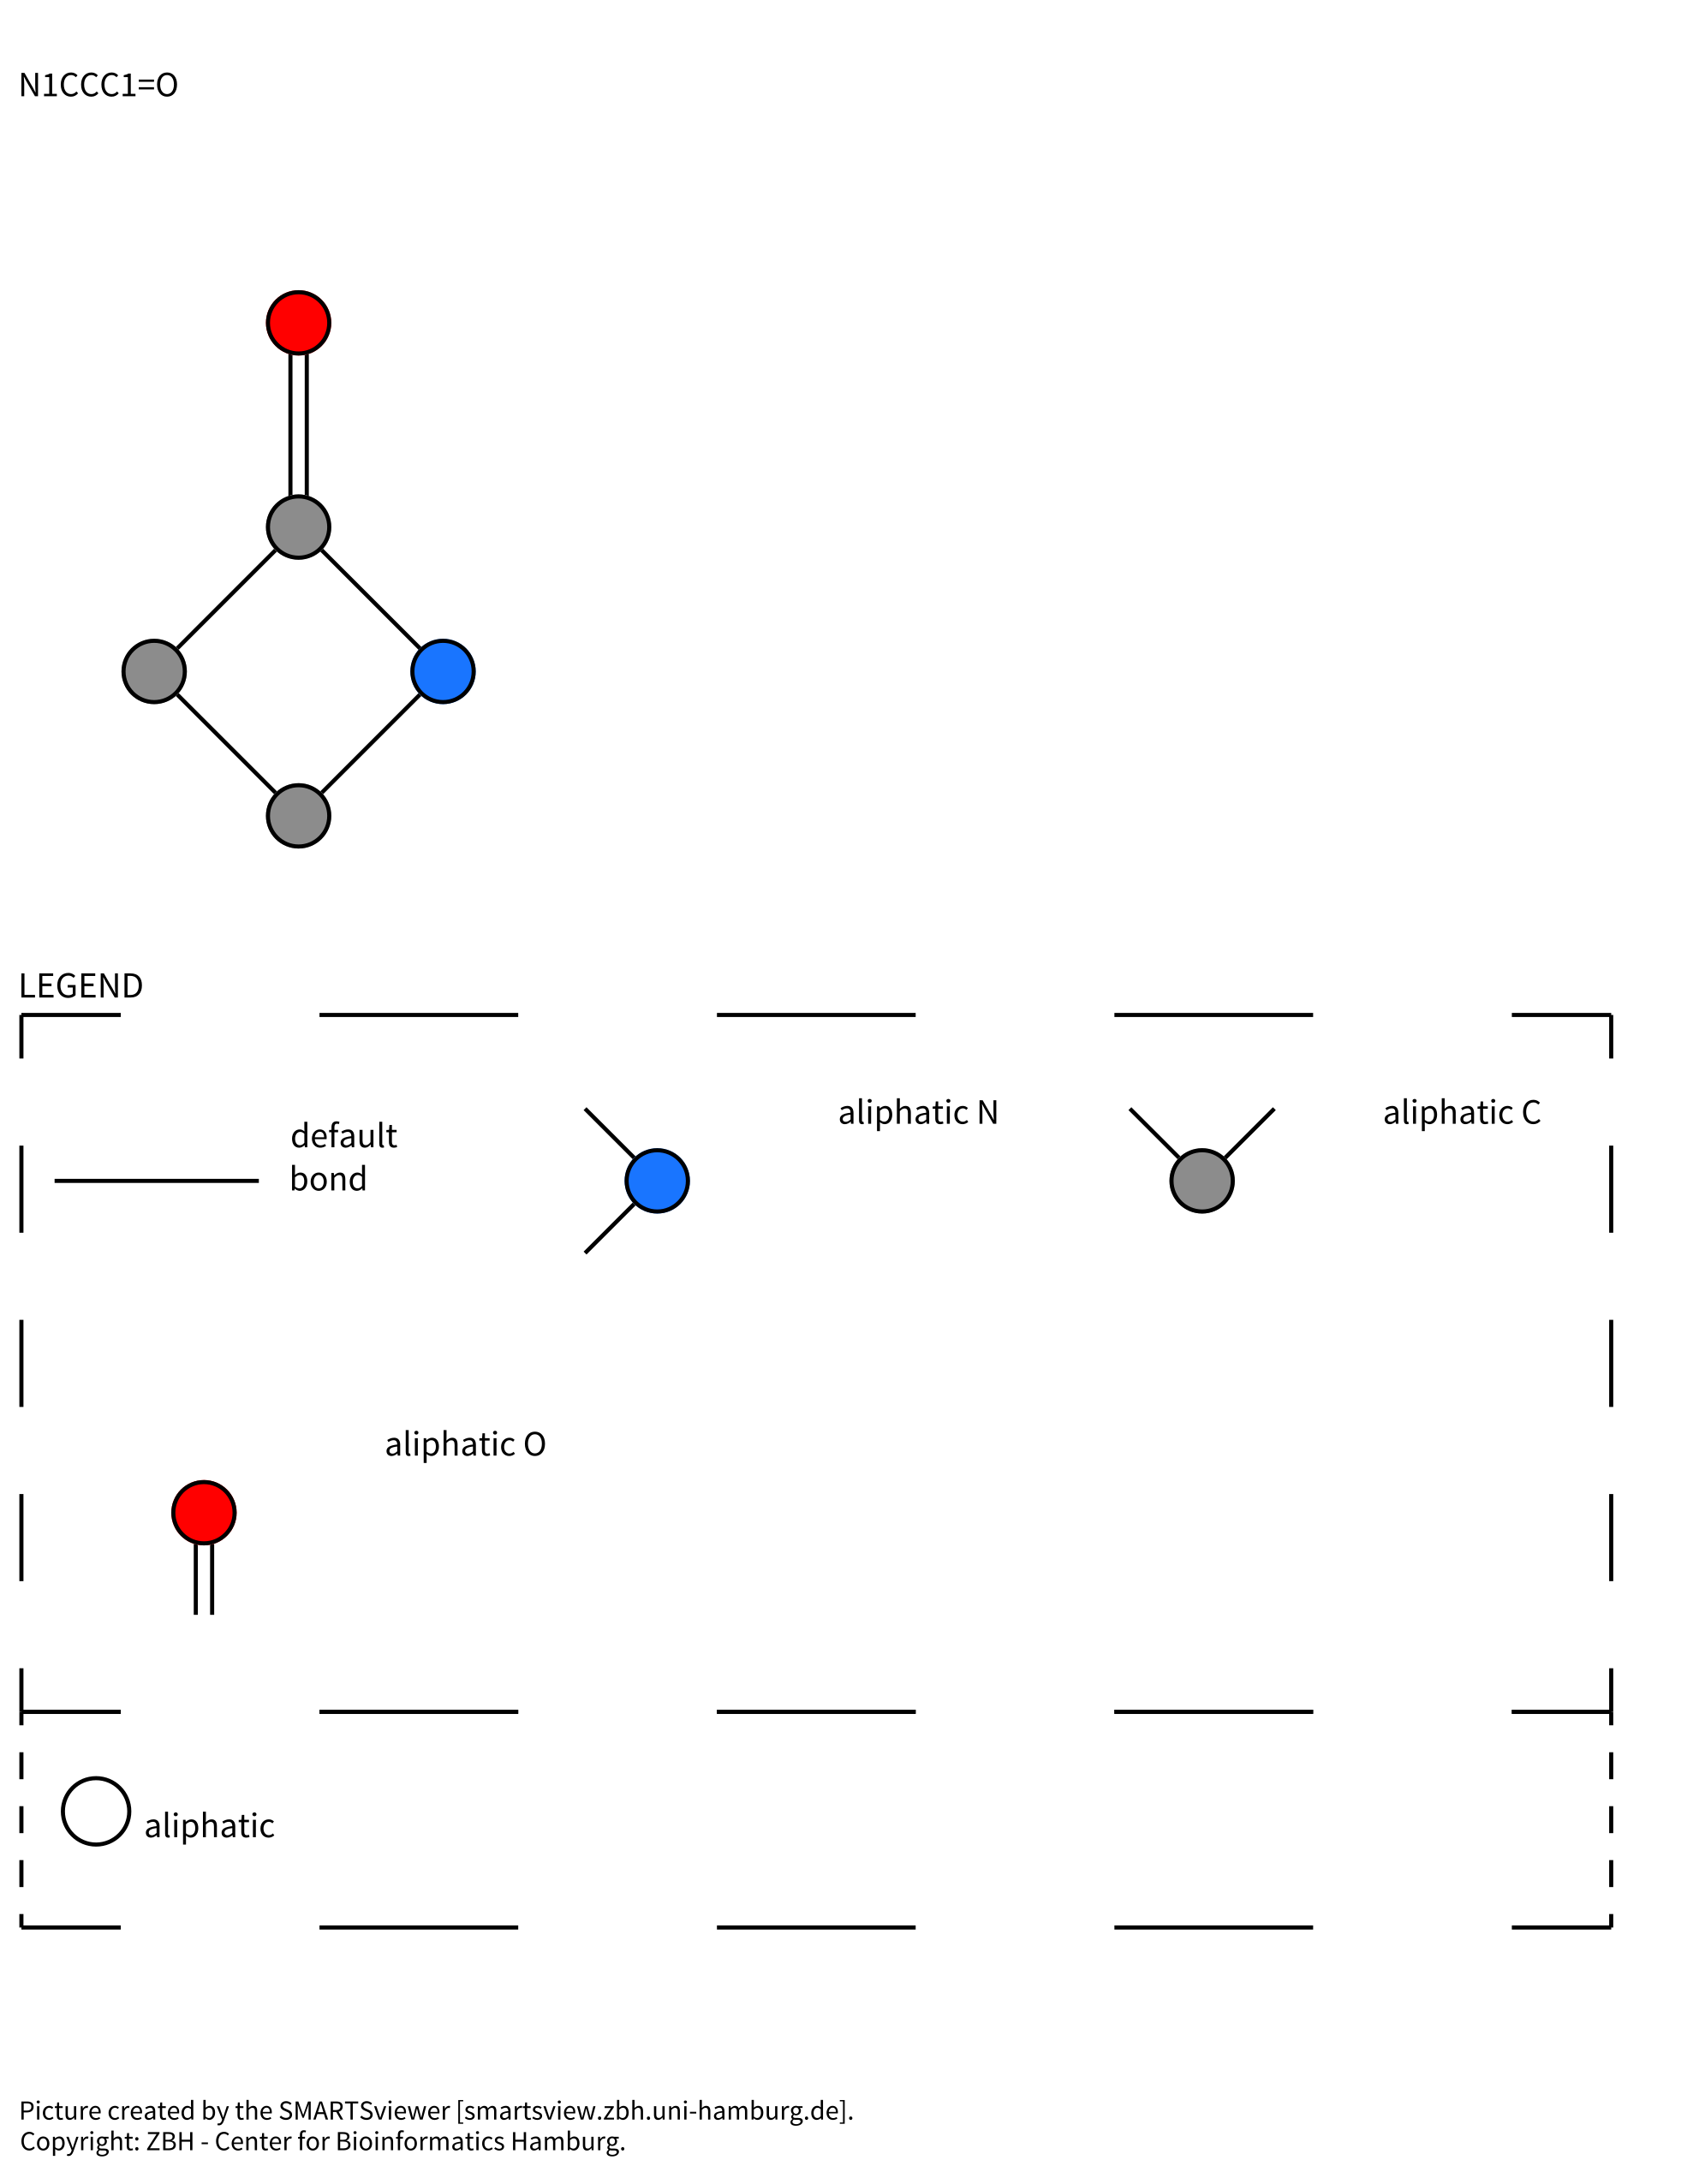 N1CCC1=O
LEGEND
default
bond
aliphatic N
aliphatic C
aliphatic O
aliphatic
Picture created by the SMARTSviewer [smartsview.zbh.uni-hamburg.de].
Copyright: ZBH - Center for Bioinformatics Hamburg.